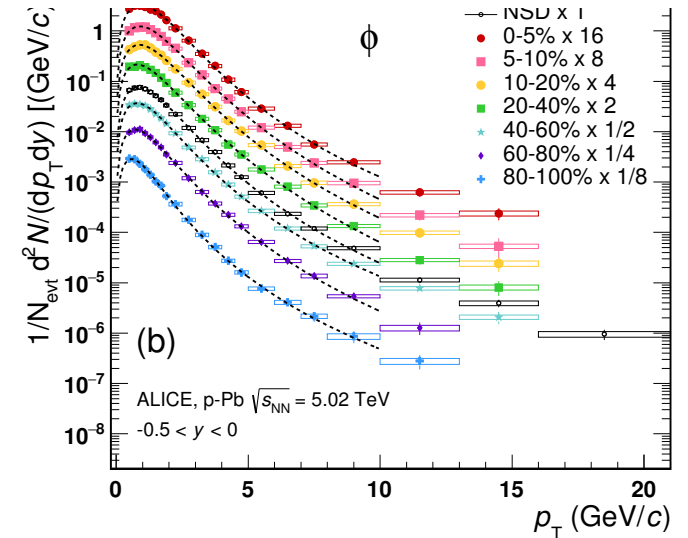 1/N_evt d²N/(dp_T dy) [(GeV/c)
1
10⁻¹
10⁻²
10⁻³
10⁻⁴
10⁻⁵
10⁻⁶
10⁻⁷
10⁻⁸
ϕ
NSD x 1
0-5% x 16
5-10% x 8
10-20% x 4
20-40% x 2
40-60% x 1/2
60-80% x 1/4
80-100% x 1/8
(b)
ALICE, p-Pb √s_NN = 5.02 TeV
-0.5 < y < 0
0 5 10 15 20
p_T (GeV/c)